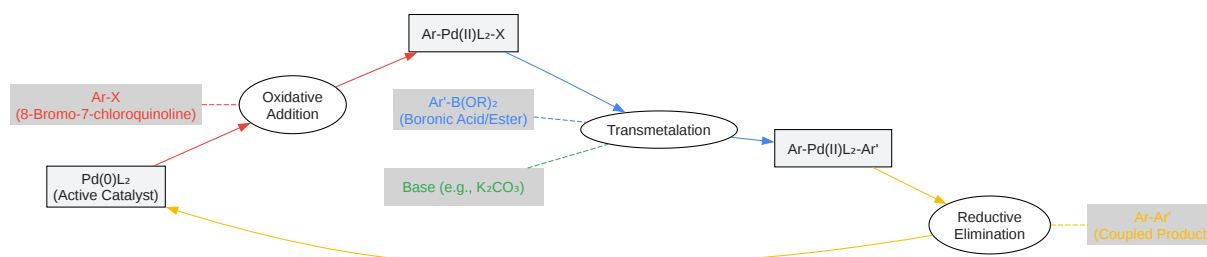 Ar-Pd(II)L₂-X
Ar-X
(8-Bromo-7-chloroquinoline)
Oxidative
Addition
Ar'-B(OR)₂
(Boronic Acid/Ester)
Transmetalation
Ar-Pd(II)L₂-Ar'
Pd(0)L₂
(Active Catalyst)
Base (e.g., K₂CO₃)
Reductive
Elimination
Ar-Ar'
(Coupled Product